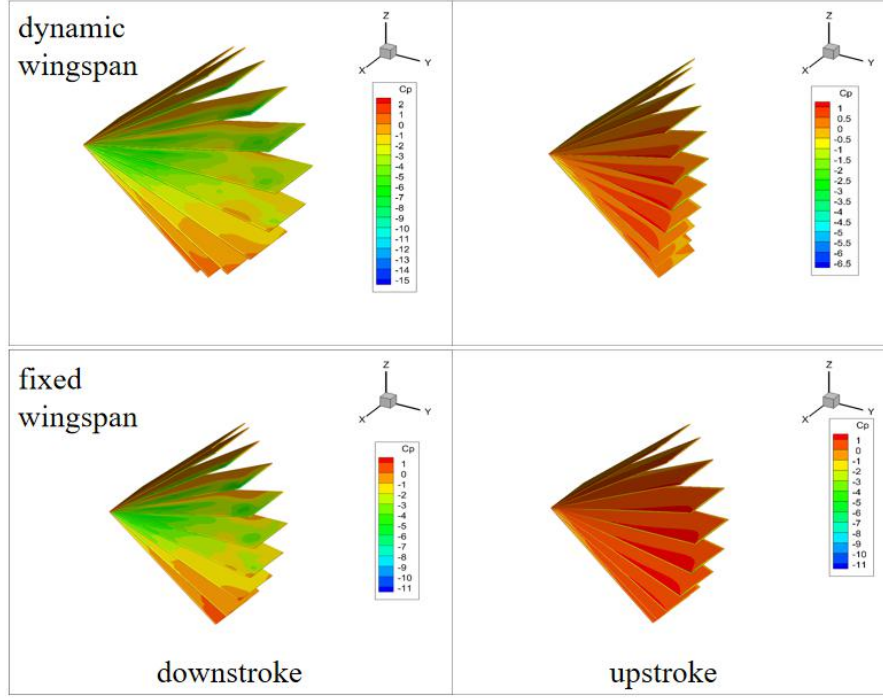 dynamic
wingspan
Z
X
Y
Cp
2
1
0
-1
-2
-3
-4
-5
-6
-7
-8
-9
-10
-11
-12
-13
-14
-15
Z
X
Y
Cp
1
0.5
0
-0.5
-1
-1.5
-2
-2.5
-3
-3.5
-4
-4.5
-5
-5.5
-6
-6.5
fixed
wingspan
Z
X
Y
Cp
1
0
-1
-2
-3
-4
-5
-6
-7
-8
-9
-10
-11
Z
X
Y
Cp
1
0
-1
-2
-3
-4
-5
-6
-7
-8
-9
-10
-11
downstroke
upstroke